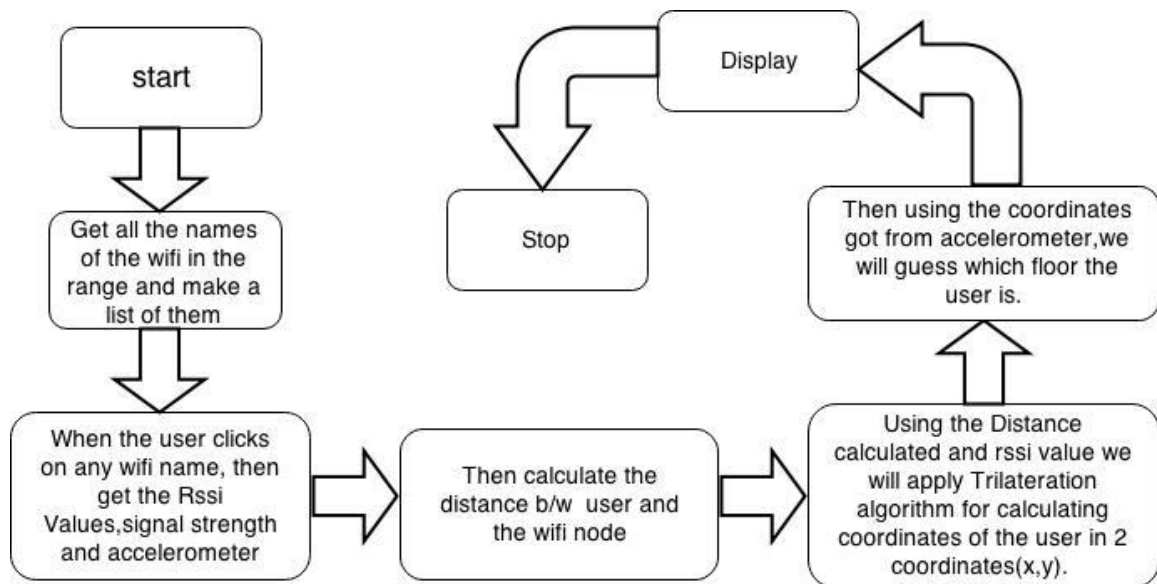 start
Get all the names
of the wifi in the
range and make a
list of them
When the user clicks
on any wifi name, then
get the Rssi
Values,signal strength
and accelerometer
Then calculate the
distance b/w user and
the wifi node
Using the Distance
calculated and rssi value we
will apply Trilateration
algorithm for calculating
coordinates of the user in 2
coordinates(x,y).
Then using the coordinates
got from accelerometer,we
will guess which floor the
user is.
Display
Stop